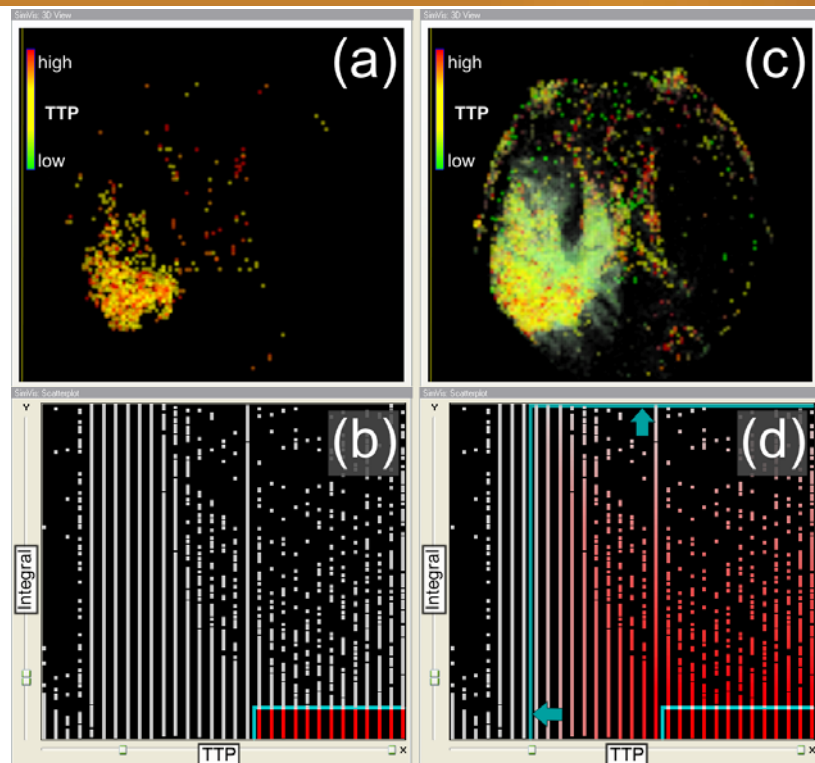 SimVis: 3D View
high
TTP
low
(a)
SimVis: 3D View
high
TTP
low
(c)
SimVis: Scatterplot
Y
Integral
(b)
TTP
X
SimVis: Scatterplot
Y
Integral
(d)
TTP
X